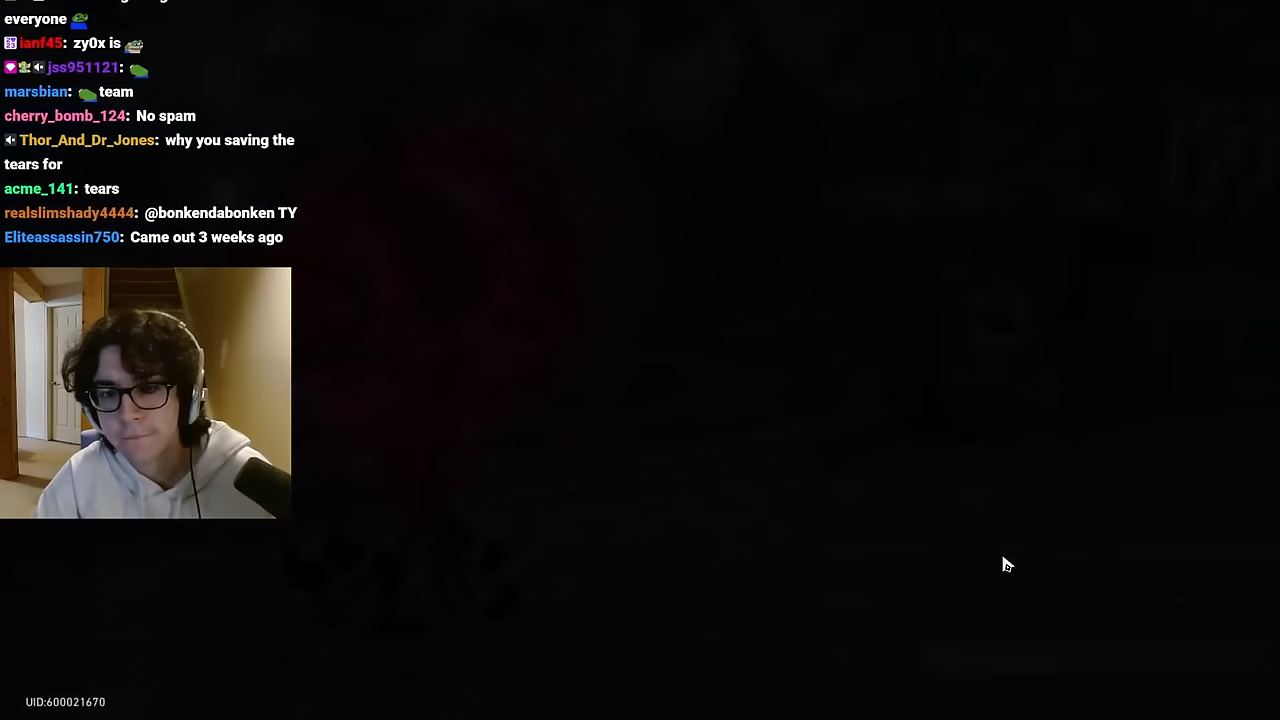 everyone
ianf45: zy0x is
jss951121:
marsbian: team
cherry_bomb_124: No spam
Thor_And_Dr_Jones: why you saving the
tears for
acme_141: tears
realslimshady4444: @bonkendabonken TY
Eliteassassin750: Came out 3 weeks ago
UID:600021670